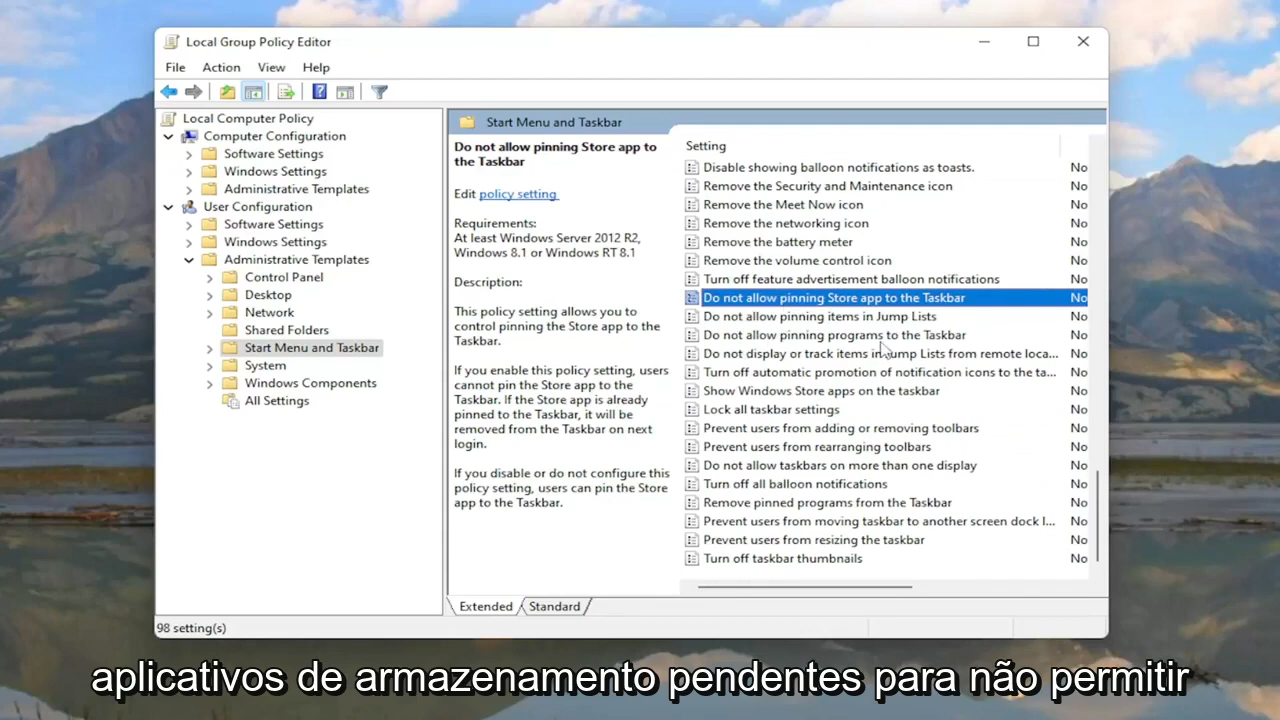 Local Group Policy Editor
File Action View Help
Local Computer Policy
Computer Configuration
Software Settings
Windows Settings
Administrative Templates
User Configuration
Software Settings
Windows Settings
Administrative Templates
Control Panel
Desktop
Network
Shared Folders
Start Menu and Taskbar
System
Windows Components
All Settings
Start Menu and Taskbar
Do not allow pinning Store app to
the Taskbar
Edit policy setting
Requirements:
At least Windows Server 2012 R2,
Windows 8.1 or Windows RT 8.1
Description:
This policy setting allows you to
control pinning the Store app to the
Taskbar.
If you enable this policy setting, users
cannot pin the Store app to the
Taskbar. If the Store app is already
pinned to the Taskbar, it will be
removed from the Taskbar on next
login.
If you disable or do not configure this
policy setting, users can pin the Store
app to the Taskbar.
Setting
Disable showing balloon notifications as toasts. No
Remove the Security and Maintenance icon No
Remove the Meet Now icon No
Remove the networking icon No
Remove the battery meter No
Remove the volume control icon No
Turn off feature advertisement balloon notifications No
Do not allow pinning Store app to the Taskbar No
Do not allow pinning items in Jump Lists No
Do not allow pinning programs to the Taskbar No
Do not display or track items in Jump Lists from remote loca... No
Turn off automatic promotion of notification icons to the ta... No
Show Windows Store apps on the taskbar No
Lock all taskbar settings No
Prevent users from adding or removing toolbars No
Prevent users from rearranging toolbars No
Do not allow taskbars on more than one display No
Turn off all balloon notifications No
Remove pinned programs from the Taskbar No
Prevent users from moving taskbar to another screen dock l... No
Prevent users from resizing the taskbar No
Turn off taskbar thumbnails No
Extended Standard
98 setting(s)
aplicativos de armazenamento pendentes para não permitir